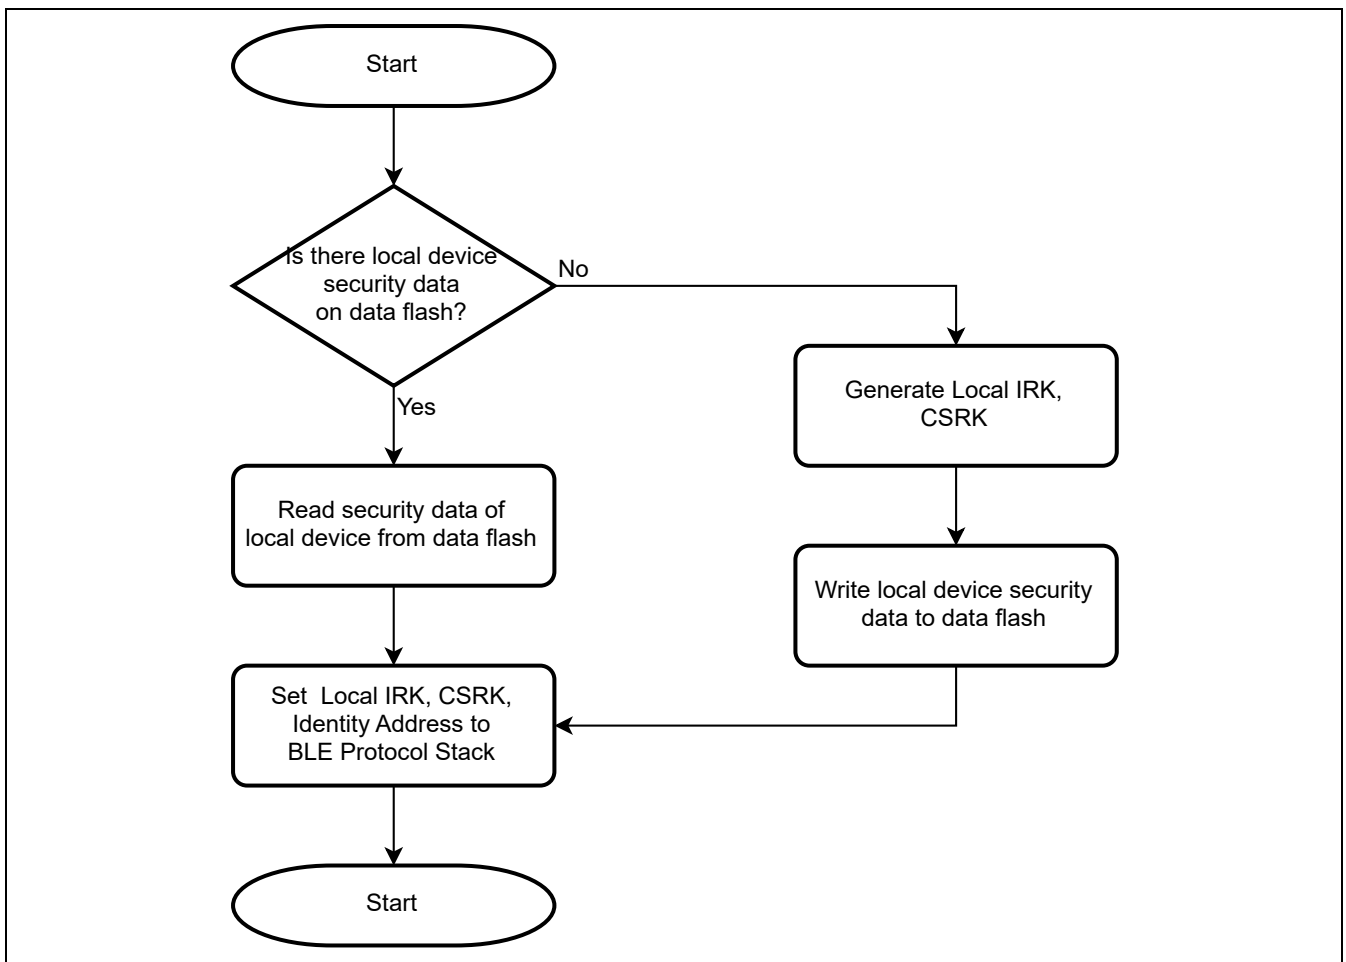 Start
Is there local device
security data
on data flash?
No
Yes
Generate Local IRK,
CSRK
Read security data of
local device from data flash
Write local device security
data to data flash
Set  Local IRK, CSRK,
Identity Address to
BLE Protocol Stack
Start